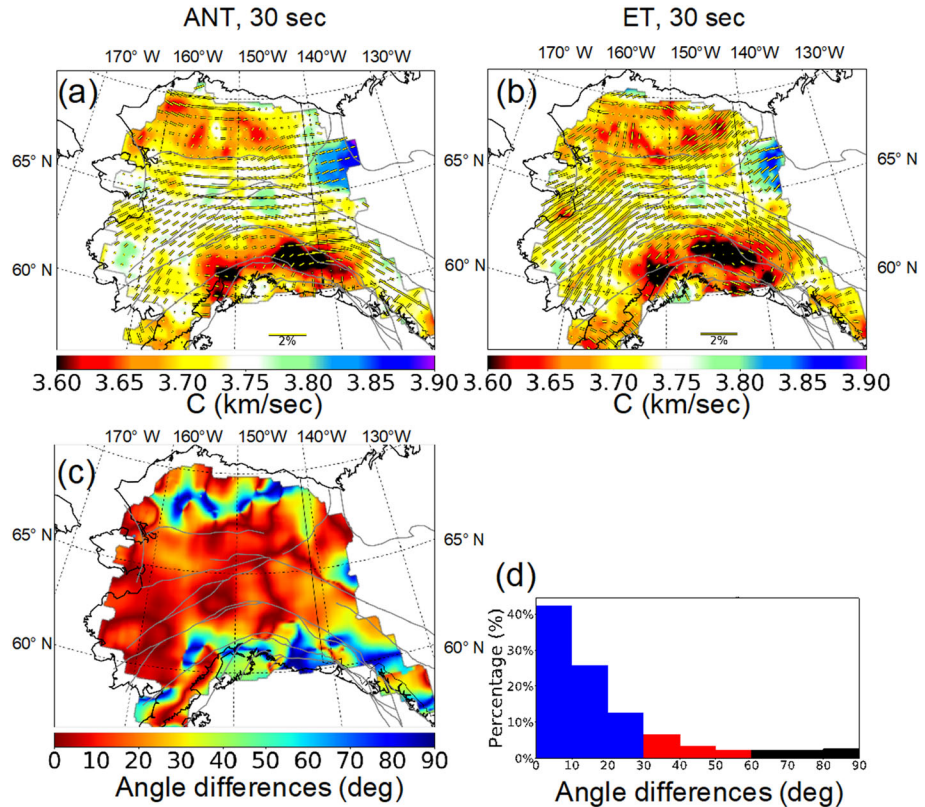 ANT, 30 sec
ET, 30 sec
170° W 160°W 150°W 140°W 130°W
170° W 160°W 150°W 140°W 130°W
(a)
(b)
65° N
65° N
65° N
60° N
60° N
60° N
2%
2%
3.60 3.65 3.70 3.75 3.80 3.85 3.90
3.60 3.65 3.70 3.75 3.80 3.85 3.90
C (km/sec)
C (km/sec)
170° W 160°W 150°W 140°W 130°W
(c)
65° N
65° N
60° N
60° N
0 10 20 30 40 50 60 70 80 90
Angle differences (deg)
(d)
40%
30%
20%
10%
0%
Percentage (%)
0 10 20 30 40 50 60 70 80 90
Angle differences (deg)